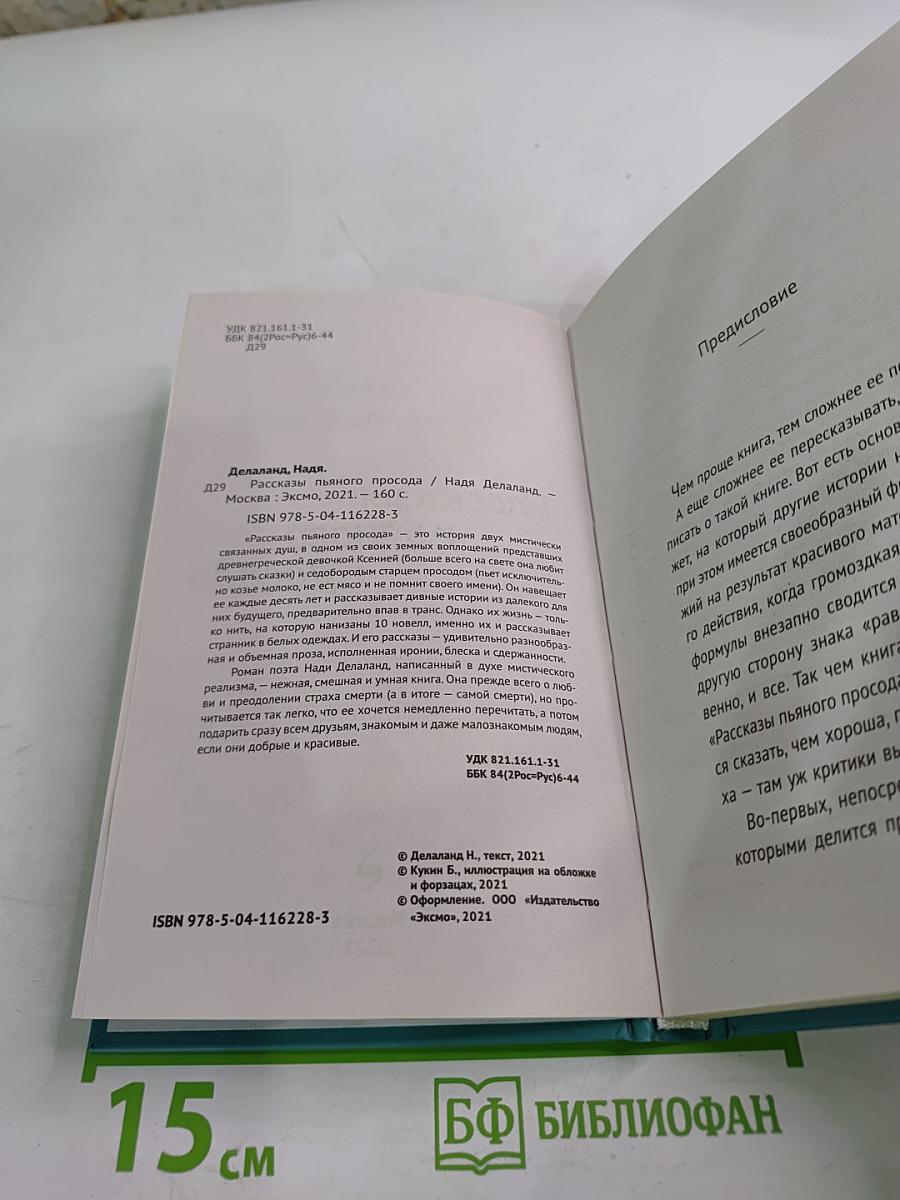 УДК 821.161.1-31
ББК 84(2Рос=Рус)6-44
Д29
Делаланд, Надя.
Д29 Рассказы пьяного просода / Надя Делаланд. —
Москва : Эксмо, 2021. — 160 с.
ISBN 978-5-04-116228-3
«Рассказы пьяного просода» — это история двух мистически
связанных душ, в одном из своих земных воплощений представших
древнегреческой девочкой Ксенией (больше всего на свете она любит
слушать сказки) и седобородым старцем просодом (пьет исключитель-
но козье молоко, не ест мясо и не помнит своего имени). Он навещает
ее каждые десять лет и рассказывает дивные истории из далекого для
них будущего, предварительно впав в транс. Однако их жизнь — толь-
ко нить, на которую нанизаны 10 новелл, именно их и рассказывает
странник в белых одеждах. И его рассказы — удивительно разнообраз-
ная и объемная проза, исполненная иронии, блеска и сдержанности.
Роман поэта Нади Делаланд, написанный в духе мистического
реализма, — нежная, смешная и умная книга. Она прежде всего о люб-
ви и преодолении страха смерти (а в итоге — самой смерти), но про-
читывается так легко, что ее хочется немедленно перечитать, а потом
подарить сразу всем друзьям, знакомым и даже малознакомым людям,
если они добрые и красивые.
УДК 821.161.1-31
ББК 84(2Рос=Рус)6-44
© Делаланд Н., текст, 2021
© Кукин Б., иллюстрация на обложке
и форзацах, 2021
© Оформление. ООО «Издательство
«Эксмо», 2021
ISBN 978-5-04-116228-3
Предисловие
Чем проще книга, тем сложнее ее
А еще сложнее ее пересказывать,
писать о такой книге. Вот есть
жет, на который другие истории
при этом имеется своеобразный
жий на результат красивого
го действия, когда громоздкая
формулы внезапно сводится
другую сторону знака
венно, и все. Так чем
«Рассказы пьяного
ся сказать, чем хороша,
ха — там уж критики
Во-первых,
которыми делится
15 см
БФ БИБЛИОФАН